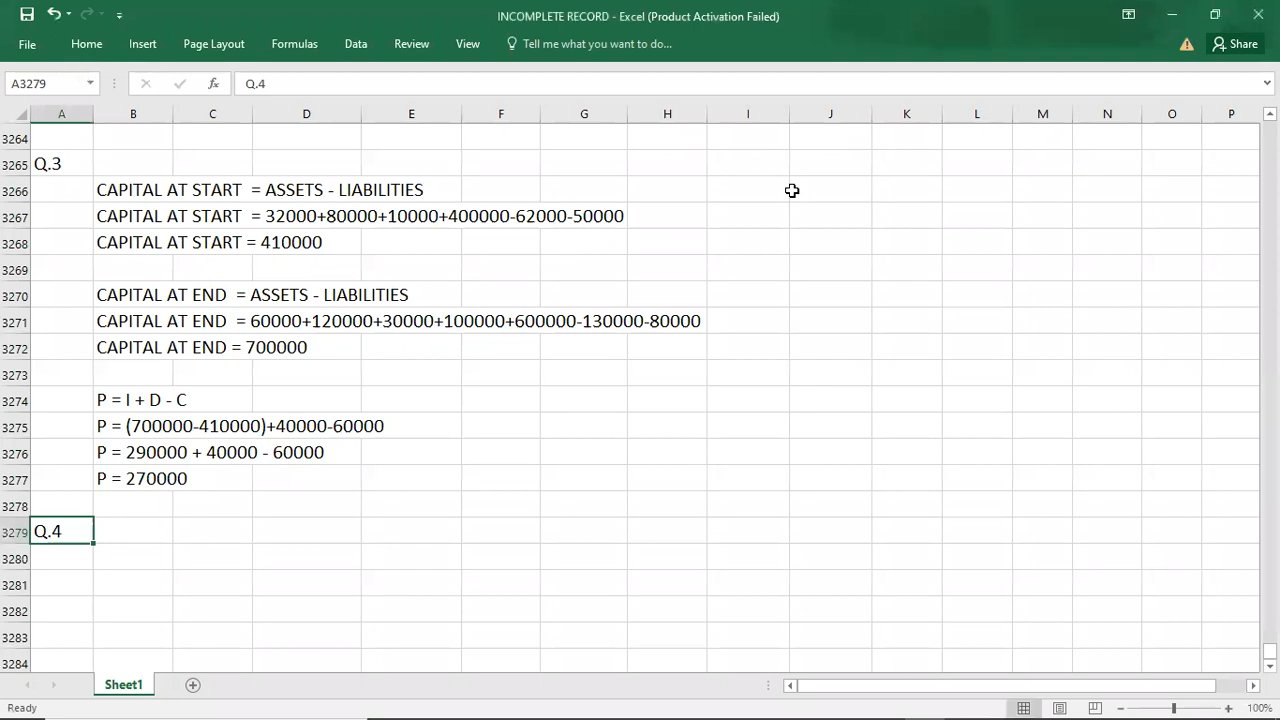 INCOMPLETE RECORD - Excel (Product Activation Failed)
File Home Insert Page Layout Formulas Data Review View Tell me what you want to do... Share
A3279 fx Q.4
A B C D E F G H I J K L M N O P
3264
3265 Q.3
3266 CAPITAL AT START = ASSETS - LIABILITIES
3267 CAPITAL AT START = 32000+80000+10000+400000-62000-50000
3268 CAPITAL AT START = 410000
3269
3270 CAPITAL AT END = ASSETS - LIABILITIES
3271 CAPITAL AT END = 60000+120000+30000+100000+600000-130000-80000
3272 CAPITAL AT END = 700000
3273
3274 P = I + D - C
3275 P = (700000-410000)+40000-60000
3276 P = 290000 + 40000 - 60000
3277 P = 270000
3278
3279 Q.4
3280
3281
3282
3283
3284
Sheet1
Ready 100%